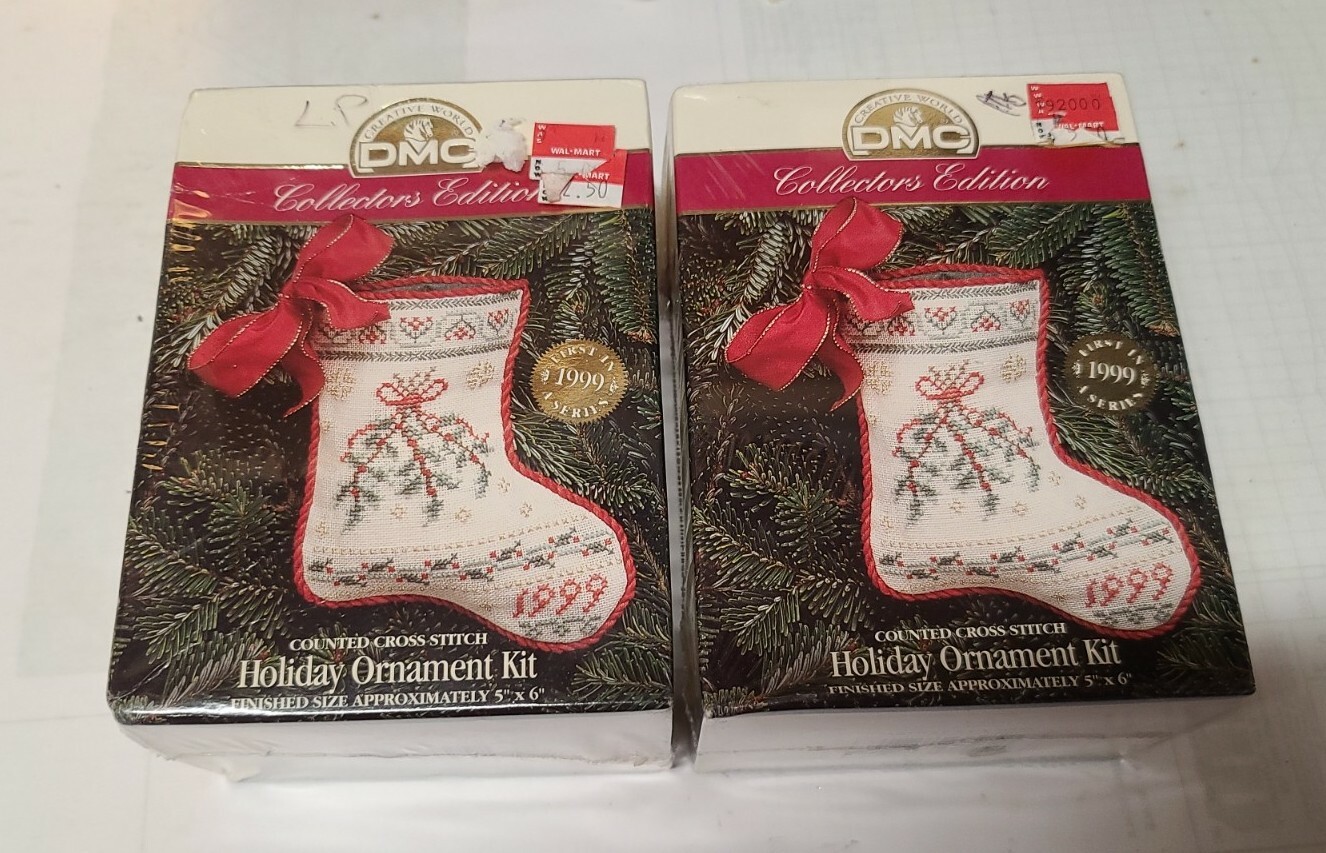 L.P
CREATIVE WORLD
DMC
WAL-MART
MART
2.50
Collectors Edition
FIRST IN
1999
A SERIES
1999
COUNTED CROSS STITCH
Holiday Ornament Kit
FINISHED SIZE APPROXIMATELY 5" x 6"
CREATIVE WORLD
DMC
92000
WAL-MART
Collectors Edition
FIRST IN
1999
A SERIES
1999
COUNTED CROSS STITCH
Holiday Ornament Kit
FINISHED SIZE APPROXIMATELY 5" x 6"